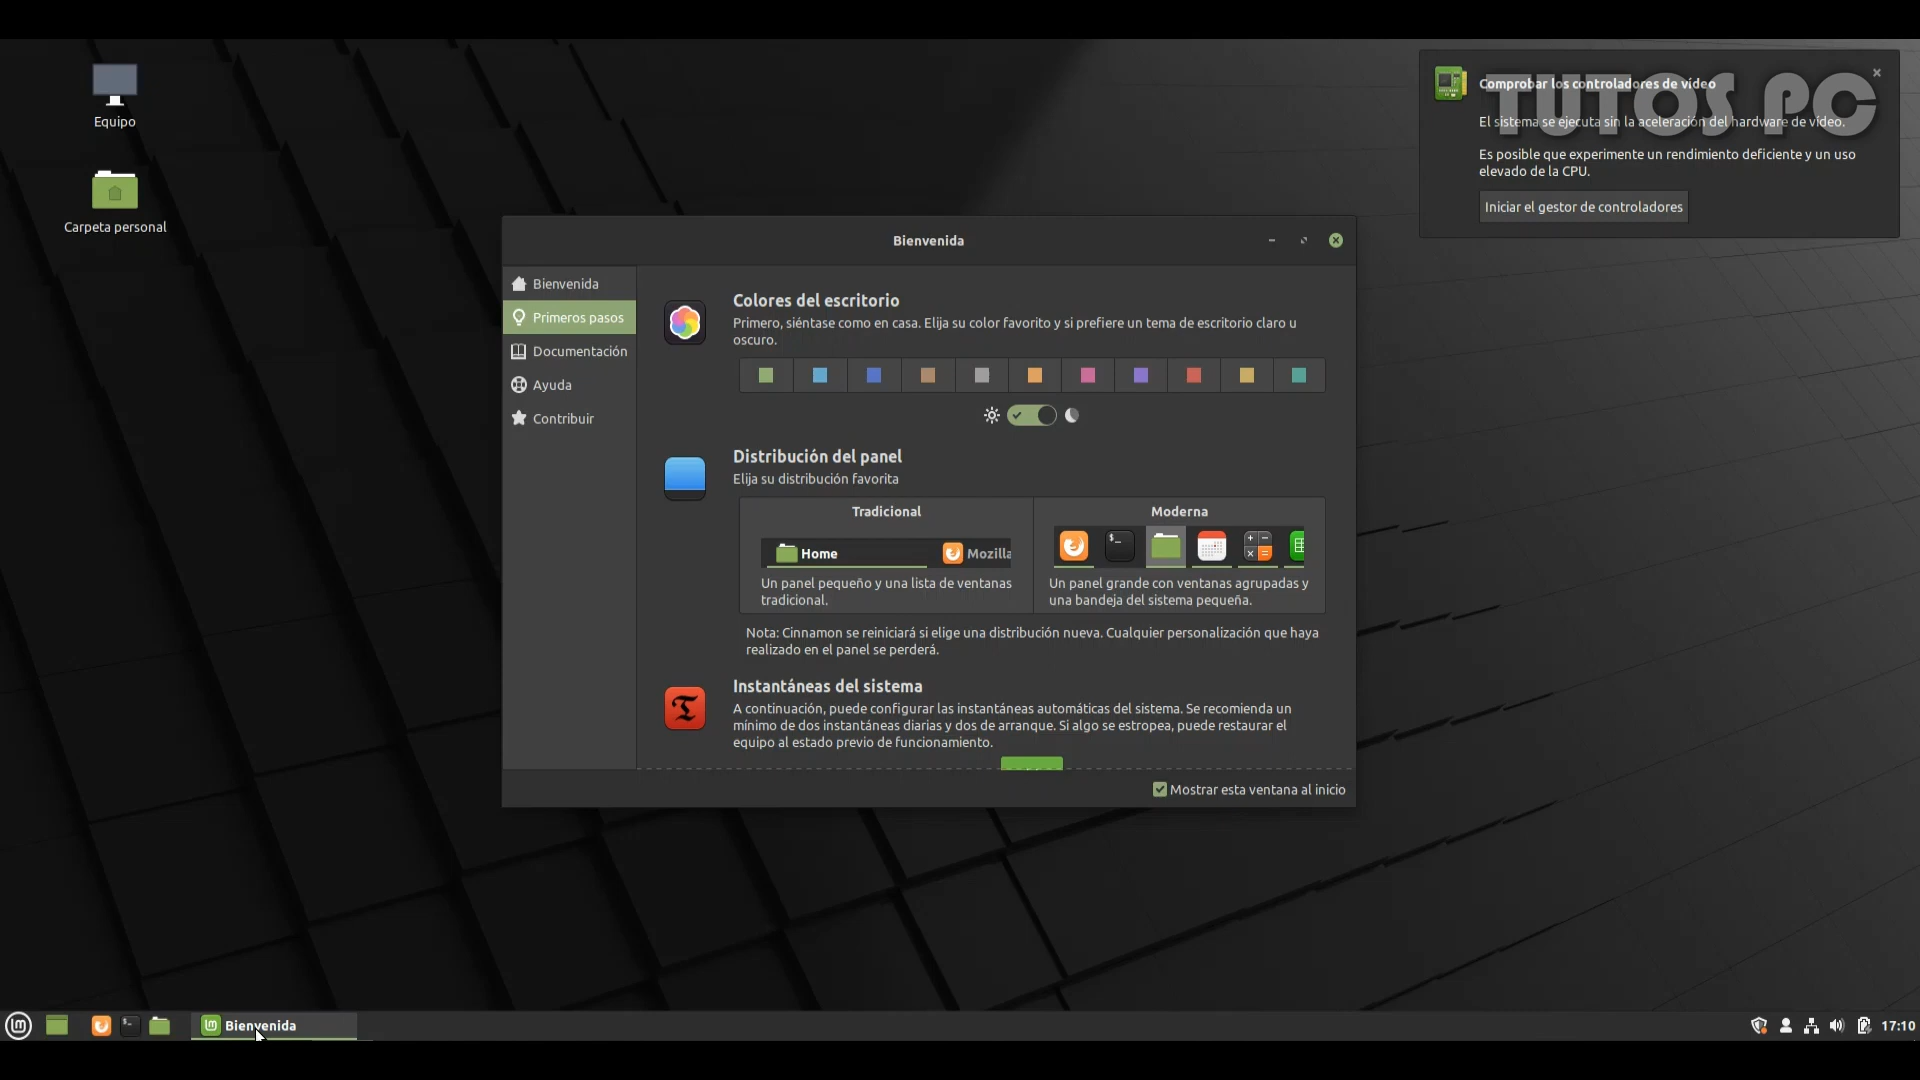 Equipo
Carpeta personal
TUTOS PC
Comprobar los controladores de vídeo
El sistema se ejecuta sin la aceleración del hardware de vídeo.
Es posible que experimente un rendimiento deficiente y un uso
elevado de la CPU.
Iniciar el gestor de controladores
Bienvenida
Bienvenida
Primeros pasos
Documentación
Ayuda
Contribuir
Colores del escritorio
Primero, siéntase como en casa. Elija su color favorito y si prefiere un tema de escritorio claro u
oscuro.
Distribución del panel
Elija su distribución favorita
Tradicional
Home
Mozilla
Un panel pequeño y una lista de ventanas
tradicional.
Moderna
Un panel grande con ventanas agrupadas y
una bandeja del sistema pequeña.
Nota: Cinnamon se reiniciará si elige una distribución nueva. Cualquier personalización que haya
realizado en el panel se perderá.
Instantáneas del sistema
A continuación, puede configurar las instantáneas automáticas del sistema. Se recomienda un
mínimo de dos instantáneas diarias y dos de arranque. Si algo se estropea, puede restaurar el
equipo al estado previo de funcionamiento.
Mostrar esta ventana al inicio
Bienvenida
17:10